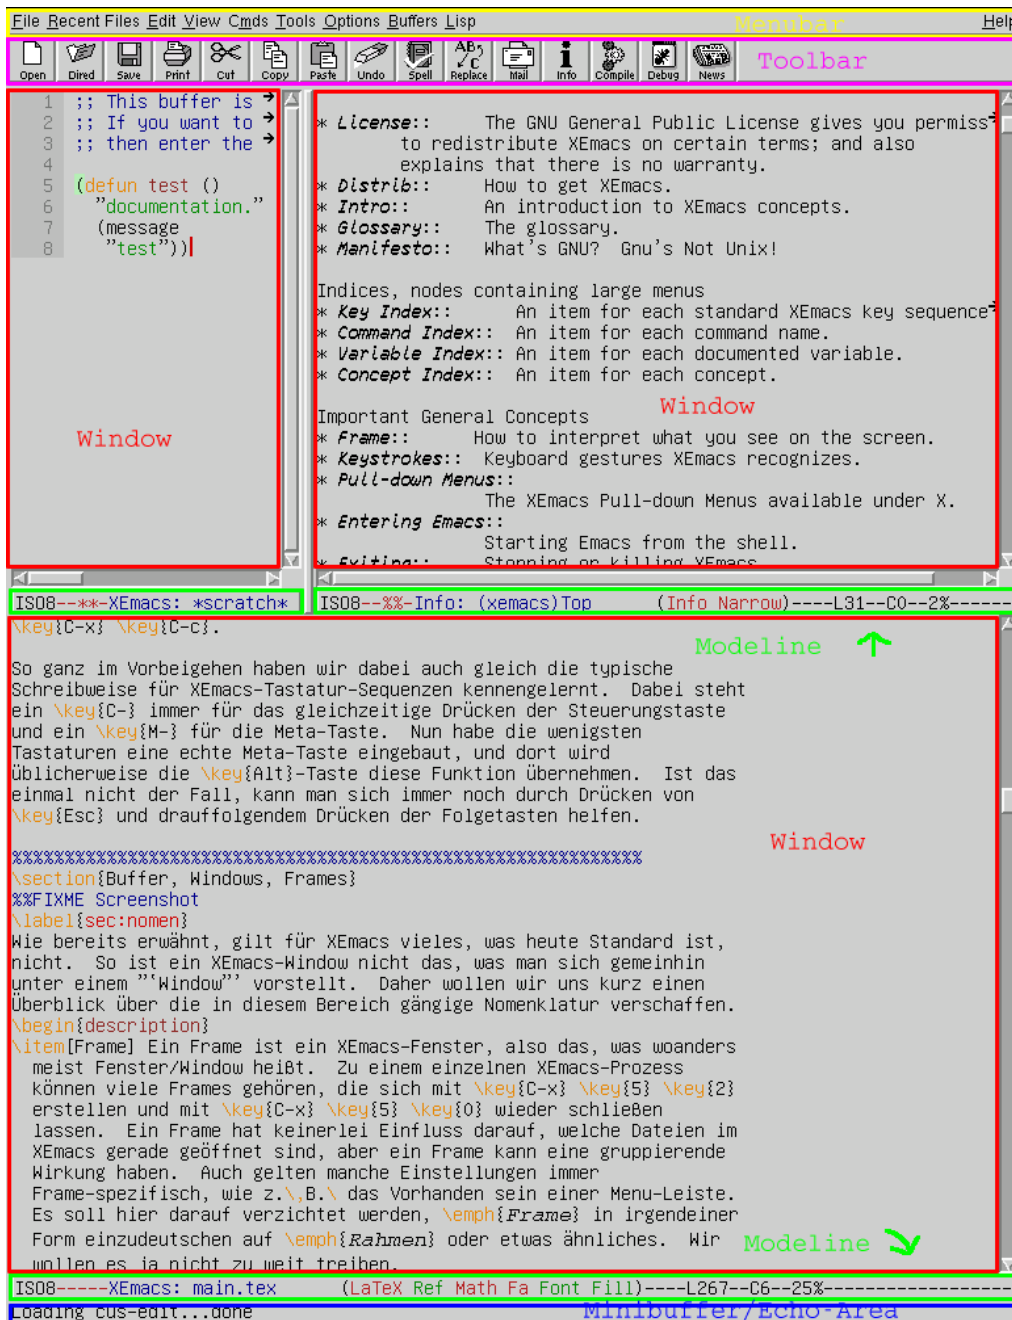 File Recent Files Edit View Cmds Tools Options Buffers Lisp Menubar Help
Open Dired Save Print Cut Copy Paste Undo Spell Replace Mail Info Compile Debug News Toolbar
1 ;; This buffer is
2 ;; If you want to
3 ;; then enter the
4
5 (defun test ()
6 "documentation."
7 (message
8 "test"))
Window
* License:: The GNU General Public License gives you permiss
to redistribute XEmacs on certain terms; and also
explains that there is no warranty.
* Distrib:: How to get XEmacs.
* Intro:: An introduction to XEmacs concepts.
* Glossary:: The glossary.
* Manifesto:: What's GNU? Gnu's Not Unix!
Indices, nodes containing large menus
* Key Index:: An item for each standard XEmacs key sequence
* Command Index:: An item for each command name.
* Variable Index:: An item for each documented variable.
* Concept Index:: An item for each concept.
Window
Important General Concepts
* Frame:: How to interpret what you see on the screen.
* Keystrokes:: Keyboard gestures XEmacs recognizes.
* Pull-down Menus::
The XEmacs Pull-down Menus available under X.
* Entering Emacs::
Starting Emacs from the shell.
* Exiting:: Stopping or killing XEmacs
ISO8--**-XEmacs: *scratch*
ISO8--%%-Info: (xemacs)Top (Info Narrow)----L31--C0--2%------
\key{C-x} \key{C-c}.
Modeline
So ganz im Vorbeigehen haben wir dabei auch gleich die typische
Schreibweise für XEmacs-Tastatur-Sequenzen kennengelernt. Dabei steht
ein \key{C-} immer für das gleichzeitige Drücken der Steuerungstaste
und ein \key{M-} für die Meta-Taste. Nun habe die wenigsten
Tastaturen eine echte Meta-Taste eingebaut, und dort wird
üblicherweise die \key{Alt}-Taste diese Funktion übernehmen. Ist das
einmal nicht der Fall, kann man sich immer noch durch Drücken von
\key{Esc} und drauffolgendem Drücken der Folgetasten helfen.
Window
%%%%%%%%%%%%%%%%%%%%%%%%%%%%%%%%%%%%%%%%%%%%%%%%%%%%%%%%%%%%
\section{Buffer, Windows, Frames}
%%FIXME Screenshot
\label{sec:nomen}
Wie bereits erwähnt, gilt für XEmacs vieles, was heute Standard ist,
nicht. So ist ein XEmacs-Window nicht das, was man sich gemeinhin
unter einem "`Window"' vorstellt. Daher wollen wir uns kurz einen
Überblick über die in diesem Bereich gängige Nomenklatur verschaffen.
\begin{description}
\item[Frame] Ein Frame ist ein XEmacs-Fenster, also das, was woanders
meist Fenster/Window heißt. Zu einem einzelnen XEmacs-Prozess
können viele Frames gehören, die sich mit \key{C-x} \key{5} \key{2}
erstellen und mit \key{C-x} \key{5} \key{0} wieder schließen
lassen. Ein Frame hat keinerlei Einfluss darauf, welche Dateien im
XEmacs gerade geöffnet sind, aber ein Frame kann eine gruppierende
Wirkung haben. Auch gelten manche Einstellungen immer
Frame-spezifisch, wie z.\,B.\ das Vorhanden sein einer Menu-Leiste.
Es soll hier darauf verzichtet werden, \emph{Frame} in irgendeiner
Form einzudeutschen auf \emph{Rahmen} oder etwas ähnliches. Wir
wollen es ja nicht zu weit treiben.
Modeline
ISO8-----XEmacs: main.tex (LaTeX Ref Math Fa Font Fill)----L267--C6--25%------------------
Loading cus-edit...done
Minibuffer/Echo-Area